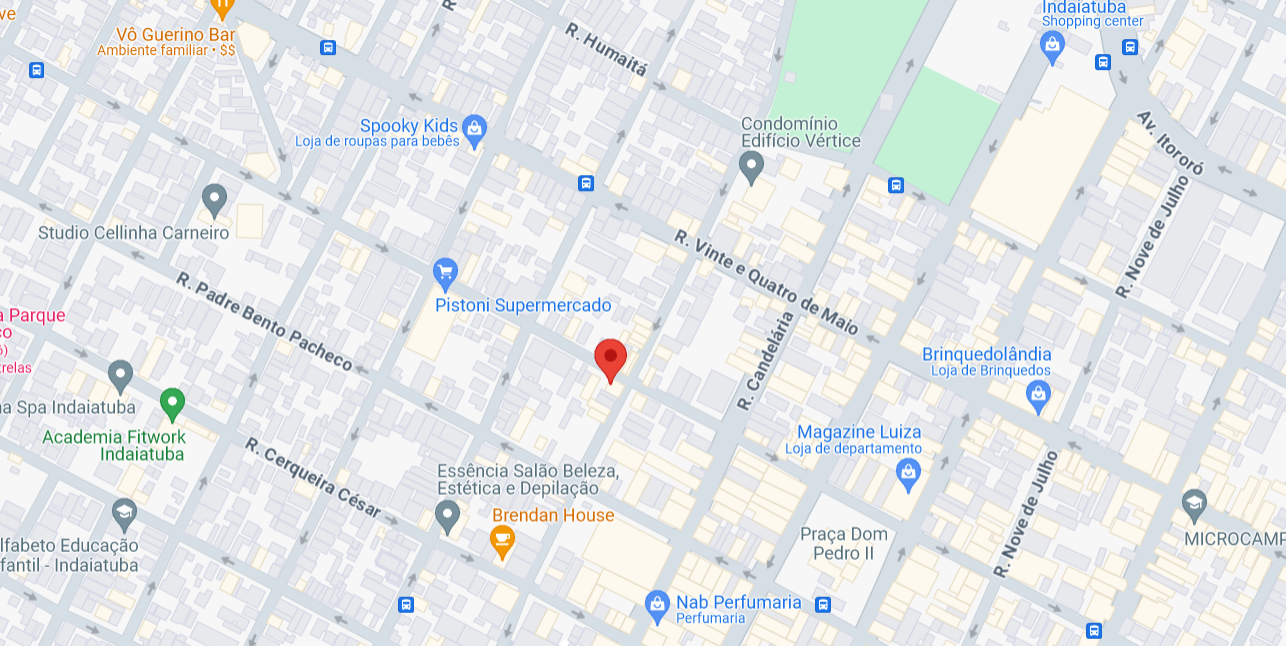 ve
Vô Guerino Bar
Ambiente familiar • $$
R
R. Humaitá
Indaiatuba
Shopping center
Spooky Kids
Loja de roupas para bebês
Condomínio
Edifício Vértice
Av. Itororó
R. Nove de Julho
Studio Cellinha Carneiro
R. Vinte e Quatro de Maio
R. Padre Bento Pacheco
Pistoni Supermercado
a Parque
co
6)
trelas
R. Candelária
Brinquedolândia
Loja de Brinquedos
na Spa Indaiatuba
Academia Fitwork
Indaiatuba
R. Cerqueira César
Magazine Luiza
Loja de departamento
Essência Salão Beleza,
Estética e Depilação
Brendan House
R. Nove de Julho
Praça Dom
Pedro II
MICROCAMP
lfabeto Educação
fantil - Indaiatuba
Nab Perfumaria
Perfumaria